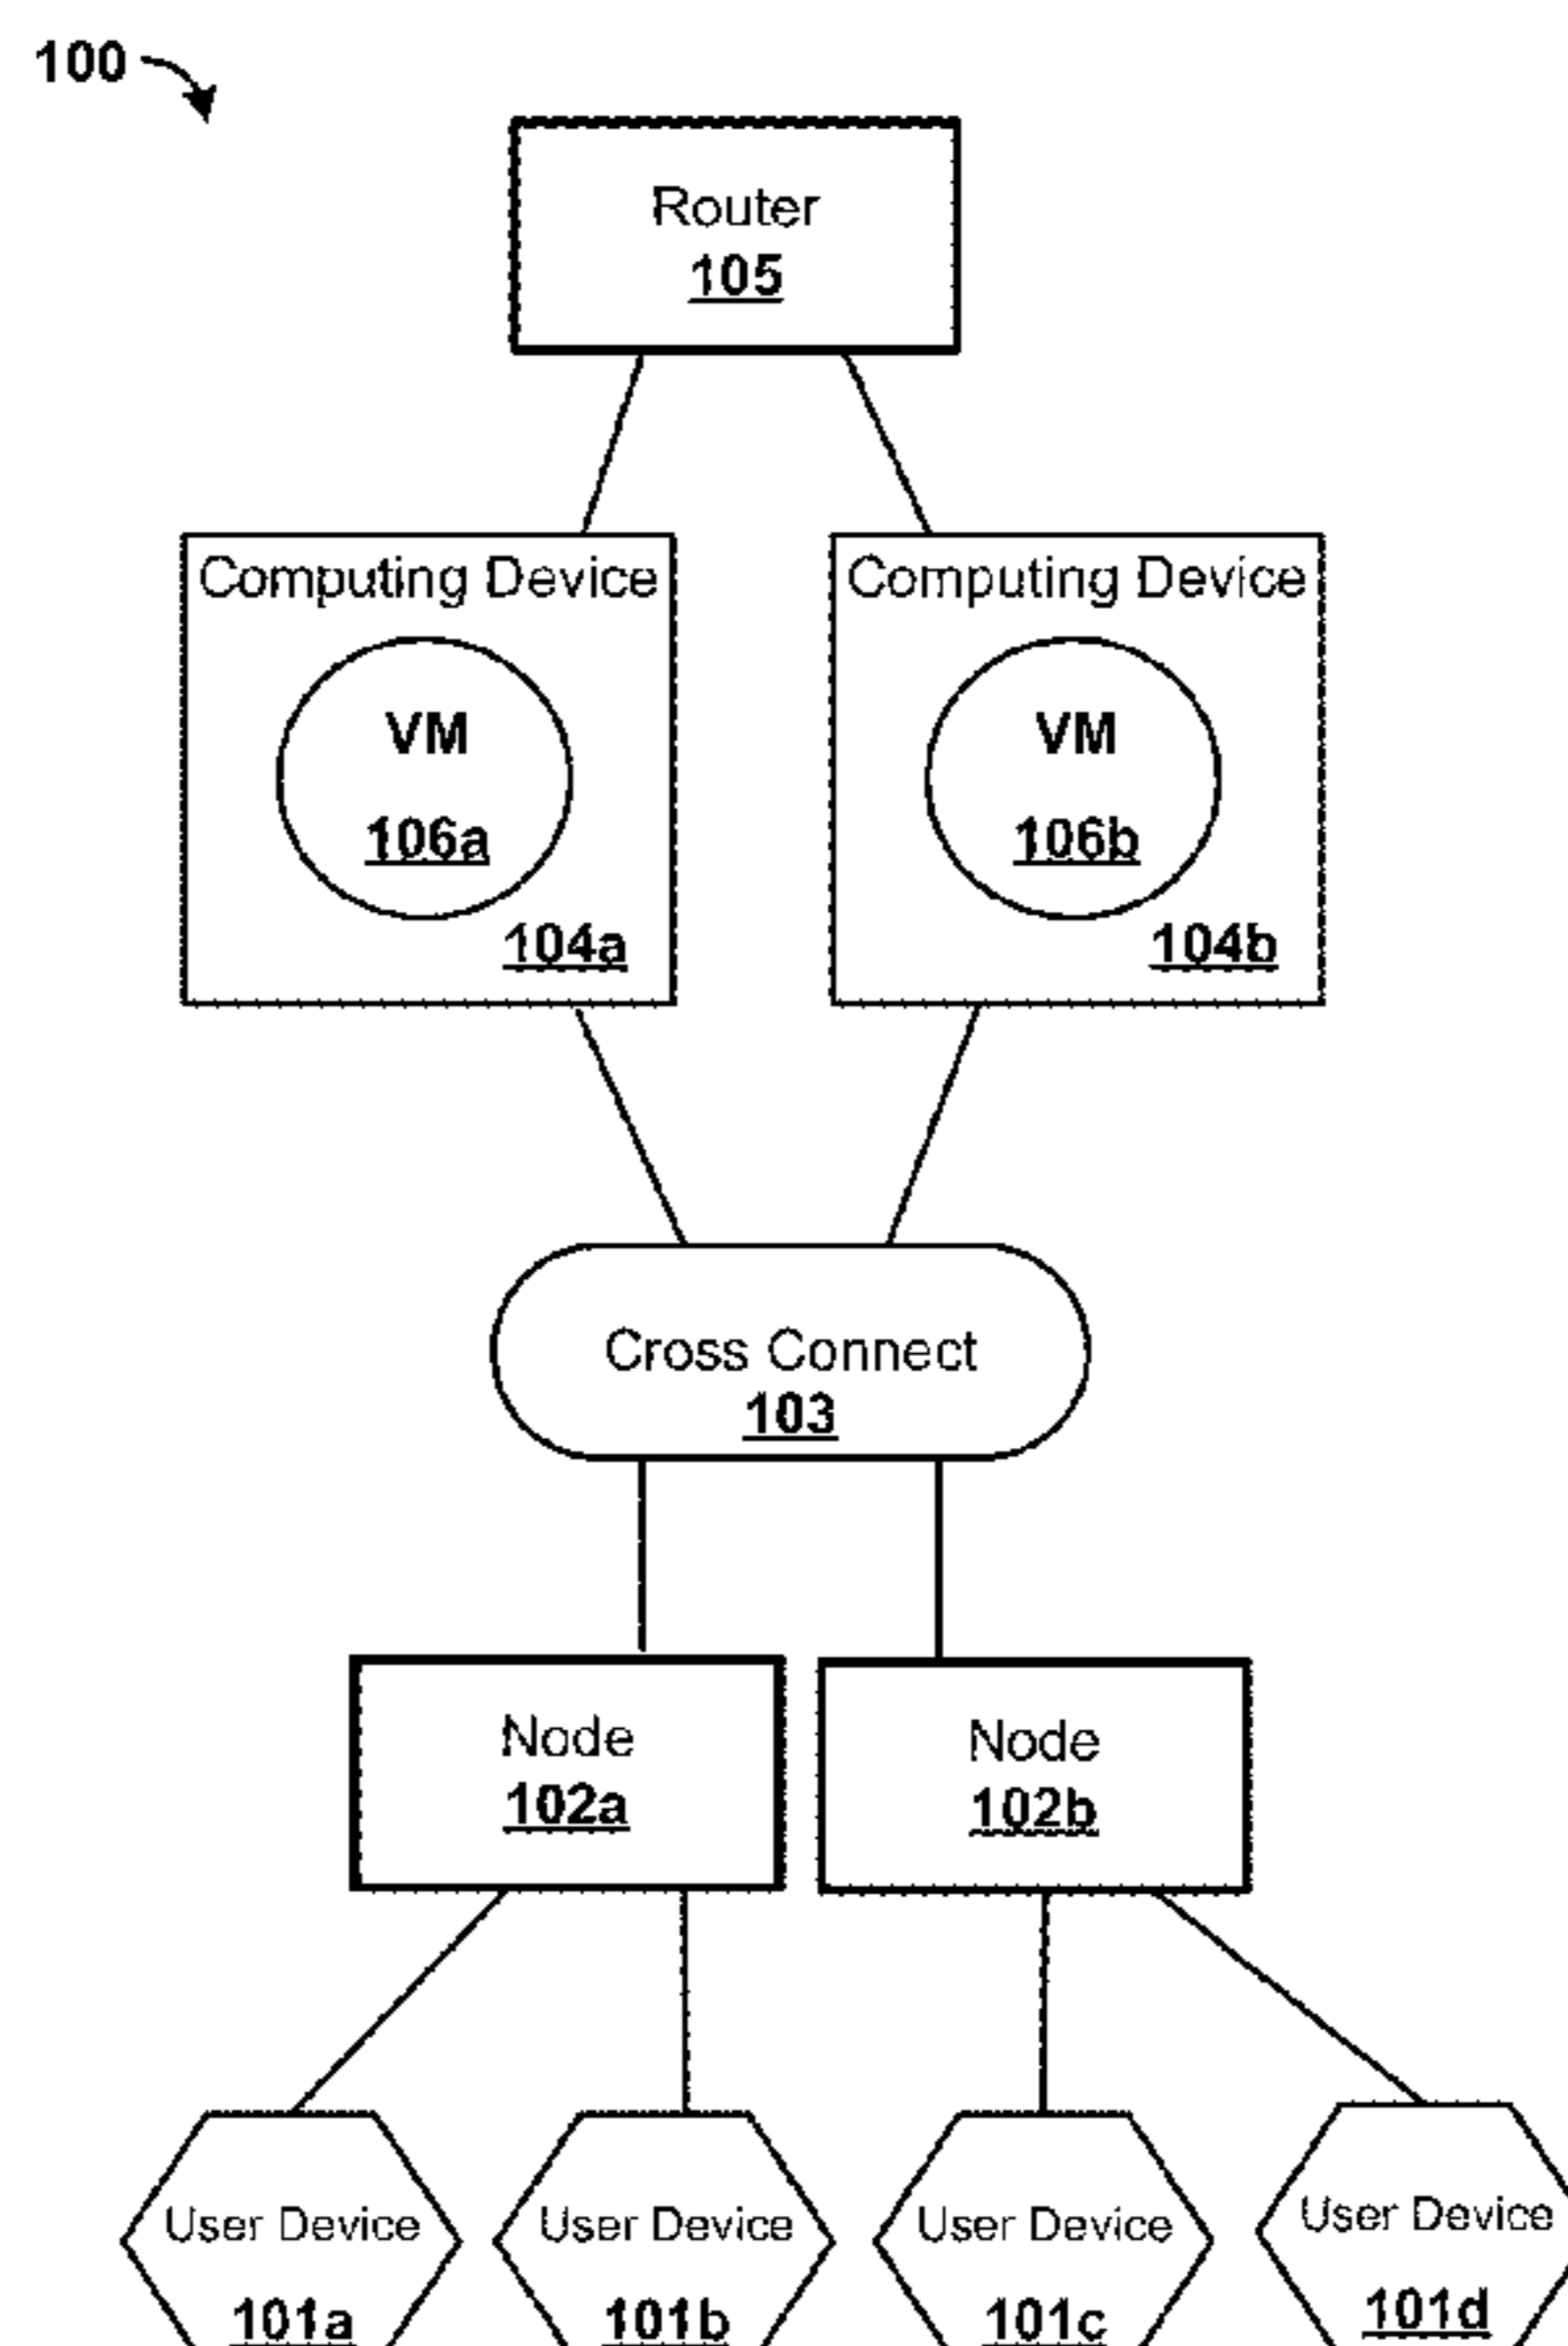 100
Router
105
Computing Device
VM
106a
104a
Computing Device
VM
106b
104b
Cross Connect
103
Node
102a
Node
102b
User Device
101a
User Device
101b
User Device
101c
User Device
101d